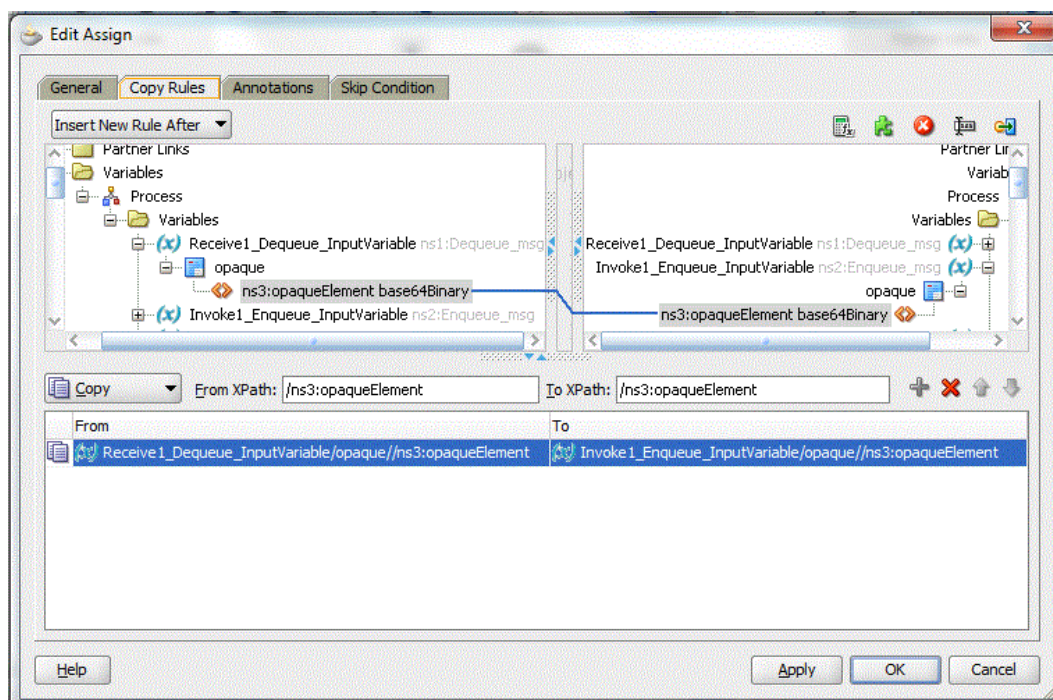 Edit Assign
General Copy Rules Annotations Skip Condition
Insert New Rule After
Partner Links
Variables
Process
Variables
Receive1_Dequeue_InputVariable ns1:Dequeue_msg
opaque
ns3:opaqueElement base64Binary
Invoke1_Enqueue_InputVariable ns2:Enqueue_msg
Partner Lir
Variab
Process
Variables
Receive1_Dequeue_InputVariable ns1:Dequeue_msg
Invoke1_Enqueue_InputVariable ns2:Enqueue_msg
opaque
ns3:opaqueElement base64Binary
Copy From XPath: /ns3:opaqueElement To XPath: /ns3:opaqueElement
From To
Receive1_Dequeue_InputVariable/opaque//ns3:opaqueElement Invoke1_Enqueue_InputVariable/opaque//ns3:opaqueElement
Help Apply OK Cancel